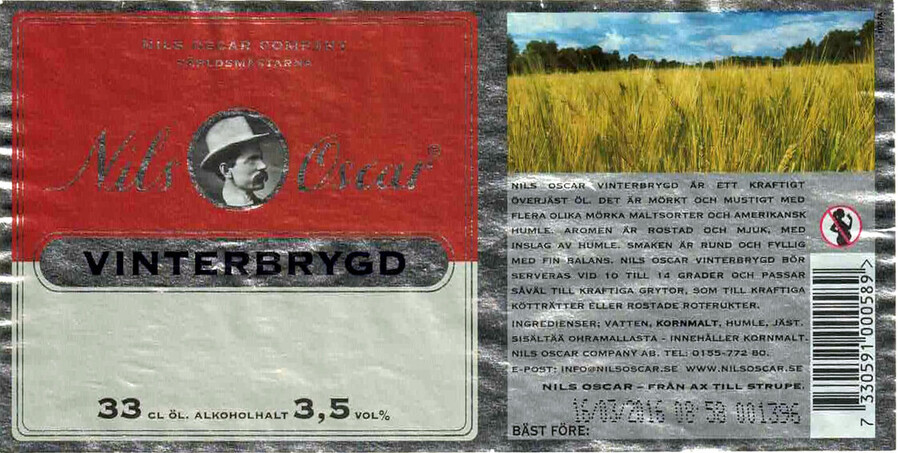 NILS OSCAR COMPANY
VÄRLDSMÄSTARNA
Nils Oscar®
VINTERBRYGD
33 CL ÖL. ALKOHOLHALT 3,5 VOL%
NILS OSCAR VINTERBRYGD ÄR ETT KRAFTIGT
ÖVERJÄST ÖL. DET ÄR MÖRKT OCH MUSTIGT MED
FLERA OLIKA MÖRKA MALTSORTER OCH AMERIKANSK
HUMLE. AROMEN ÄR ROSTAD OCH MJUK, MED
INSLAG AV HUMLE. SMAKEN ÄR RUND OCH FYLLIG
MED FIN BALANS. NILS OSCAR VINTERBRYGD BÖR
SERVERAS VID 10 TILL 14 GRADER OCH PASSAR
SÅVÄL TILL KRAFTIGA GRYTOR, SOM TILL KRAFTIGA
KÖTTRÄTTER ELLER ROSTADE ROTFRUKTER.
INGREDIENSER: VATTEN, KORNMALT, HUMLE, JÄST.
SISÄLTÄÄ OHRAMALLASTA - INNEHÅLLER KORNMALT.
NILS OSCAR COMPANY AB. TEL: 0155-772 80.
E-POST: INFO@NILSOSCAR.SE WWW.NILSOSCAR.SE
NILS OSCAR – FRÅN AX TILL STRUPE.
16/03/2016 08 59 001396
BÄST FÖRE:
7 330591 000589 >